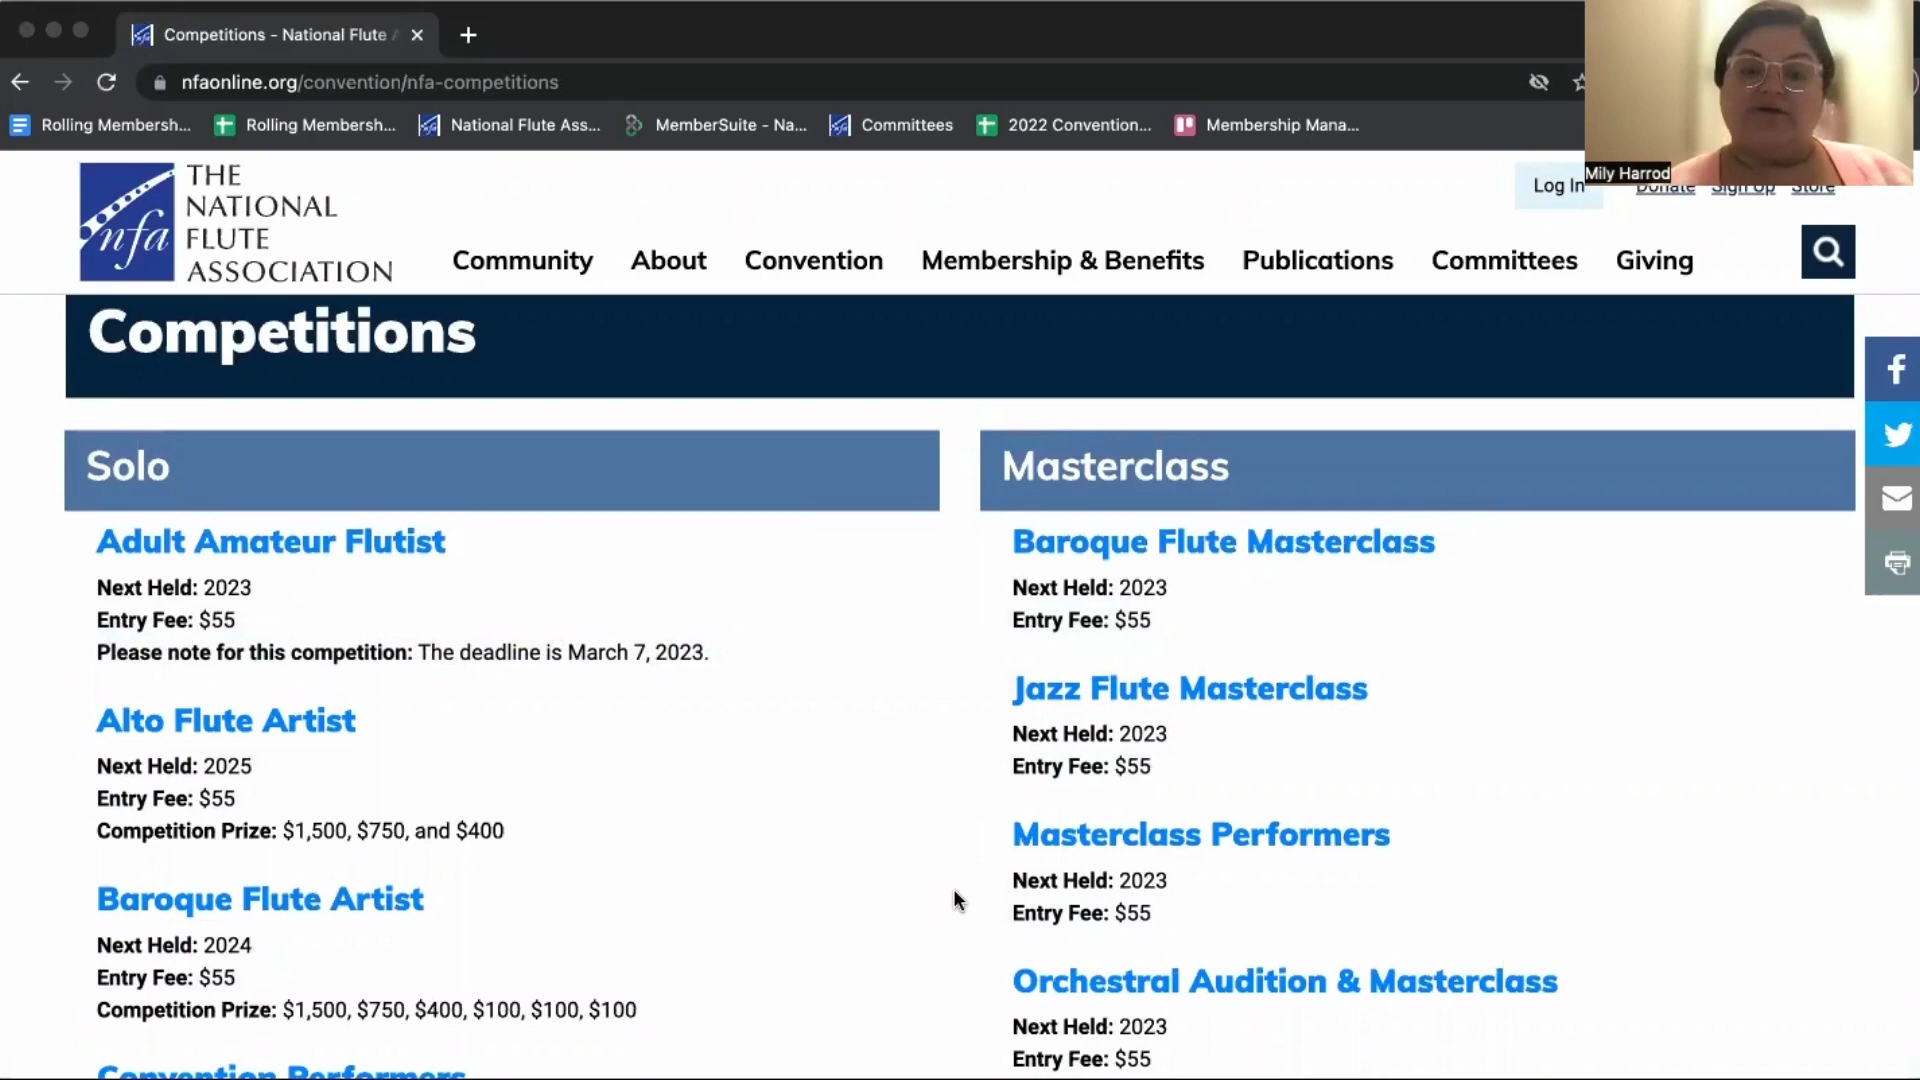 Competitions - National Flute A
nfaonline.org/convention/nfa-competitions
Rolling Membersh... Rolling Membersh... National Flute Ass... MemberSuite - Na... Committees 2022 Convention... Membership Mana...
Mily Harrod
nfa
THE
NATIONAL
FLUTE
ASSOCIATION
Log In Donate Sign Up Store
Community About Convention Membership & Benefits Publications Committees Giving
Competitions
Solo
Adult Amateur Flutist
Next Held: 2023
Entry Fee: $55
Please note for this competition: The deadline is March 7, 2023.
Alto Flute Artist
Next Held: 2025
Entry Fee: $55
Competition Prize: $1,500, $750, and $400
Baroque Flute Artist
Next Held: 2024
Entry Fee: $55
Competition Prize: $1,500, $750, $400, $100, $100, $100
Convention Performers
Masterclass
Baroque Flute Masterclass
Next Held: 2023
Entry Fee: $55
Jazz Flute Masterclass
Next Held: 2023
Entry Fee: $55
Masterclass Performers
Next Held: 2023
Entry Fee: $55
Orchestral Audition & Masterclass
Next Held: 2023
Entry Fee: $55